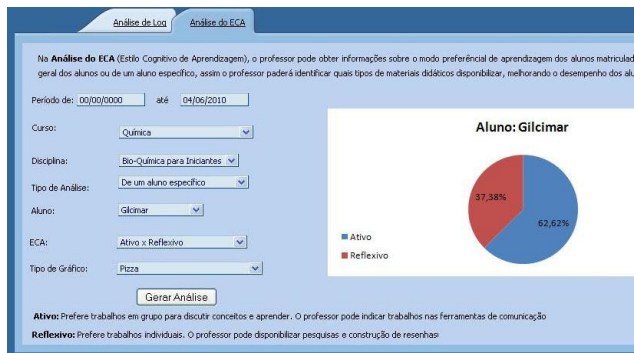 Análise de Log Análise do ECA
Na Análise do ECA (Estilo Cognitivo de Aprendizagem), o professor pode obter informações sobre o modo preferêncial de aprendizagem dos alunos matriculad
geral dos alunos ou de um aluno específico, assim o professor paderá identificar quais tipos de materiais didáticos disponibilizar, melhorando o desempenho dos alu
Período de: 00/00/0000 até 04/06/2010
Curso: Química
Disciplina: Bio-Química para Iniciantes
Tipo de Análise: De um aluno específico
Aluno: Gilcimar
ECA: Ativo x Reflexivo
Tipo de Gráfico: Pizza
Gerar Análise
Aluno: Gilcimar
37,38%
62,62%
Ativo
Reflexivo
Ativo: Prefere trabalhos em grupo para discutir conceitos e aprender. O professor pode indicar trabalhos nas ferramentas de comunicação
Reflexivo: Prefere trabalhos individuais. O professor pode disponibilizar pesquisas e construção de resenhas